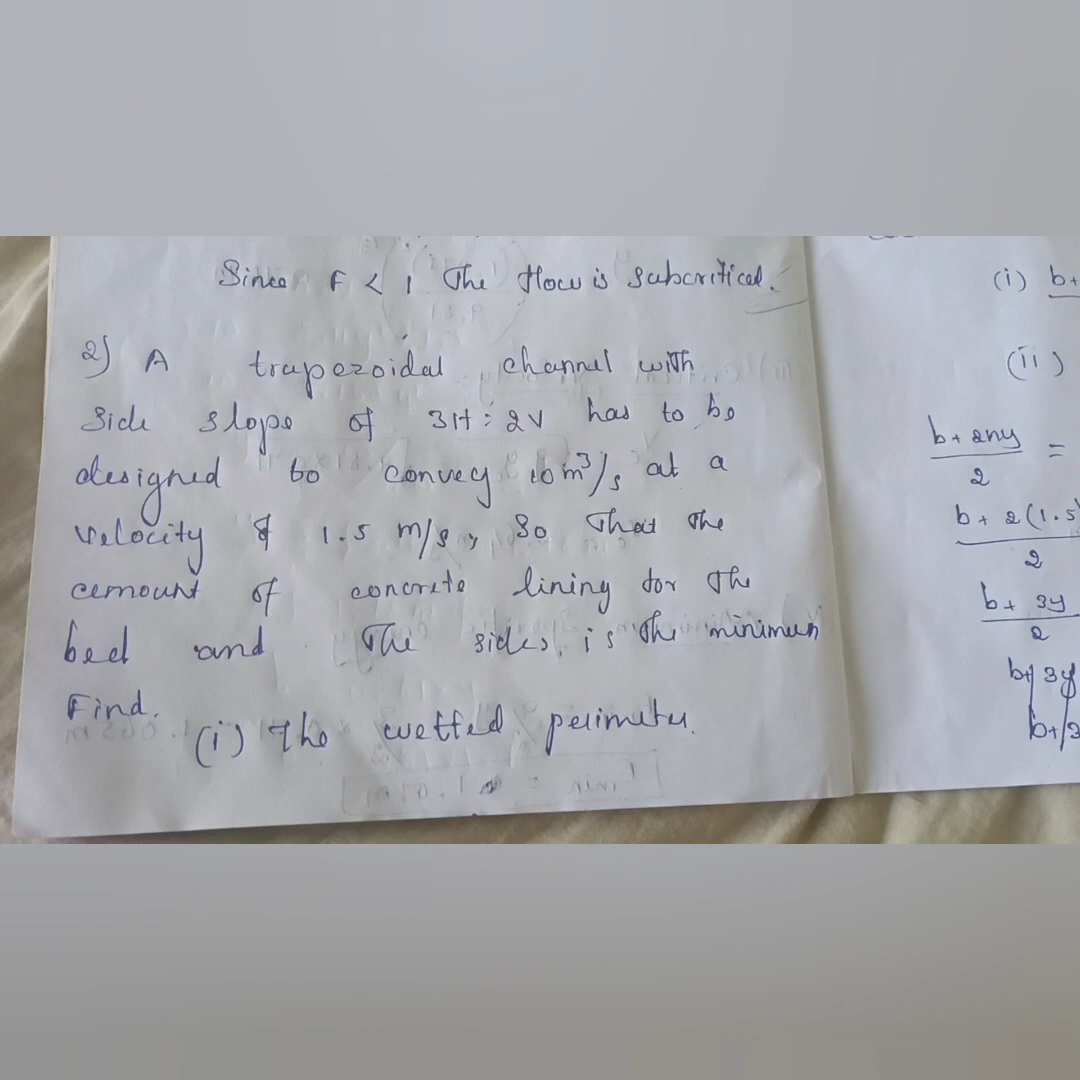 Since F < 1 The flow is subcritical.
2) A trapezoidal channel with
side slope of 3H : 2V has to be
designed to convey 10 m³/s at a
velocity of 1.5 m/s, So That the
amount of concrete lining for the
bed and The sides, is the minimum
Find.
(i) The wetted perimeter.
(i) b+
(ii)
b + 2ny / 2 =
b + 2(1.5) / 2
b + 3y / 2
b+ 3y
b+